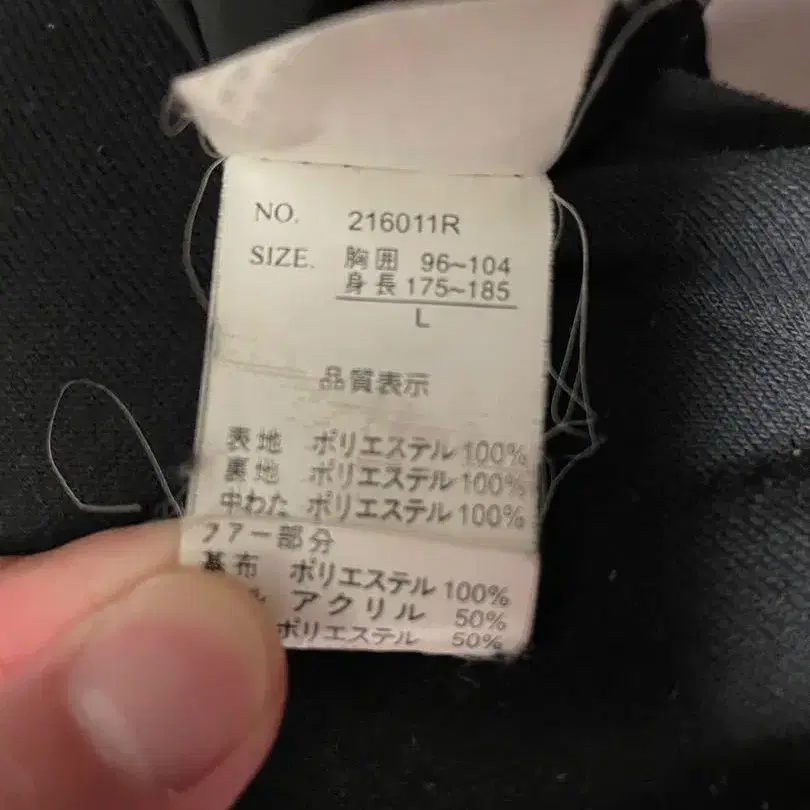 NO. 216011R
SIZE. 胸囲 96~104
身長 175~185
L
品質表示
表地 ポリエステル 100%
裏地 ポリエステル 100%
中わた ポリエステル 100%
ファー部分
基布 ポリエステル 100%
アクリル 50%
ポリエステル 50%